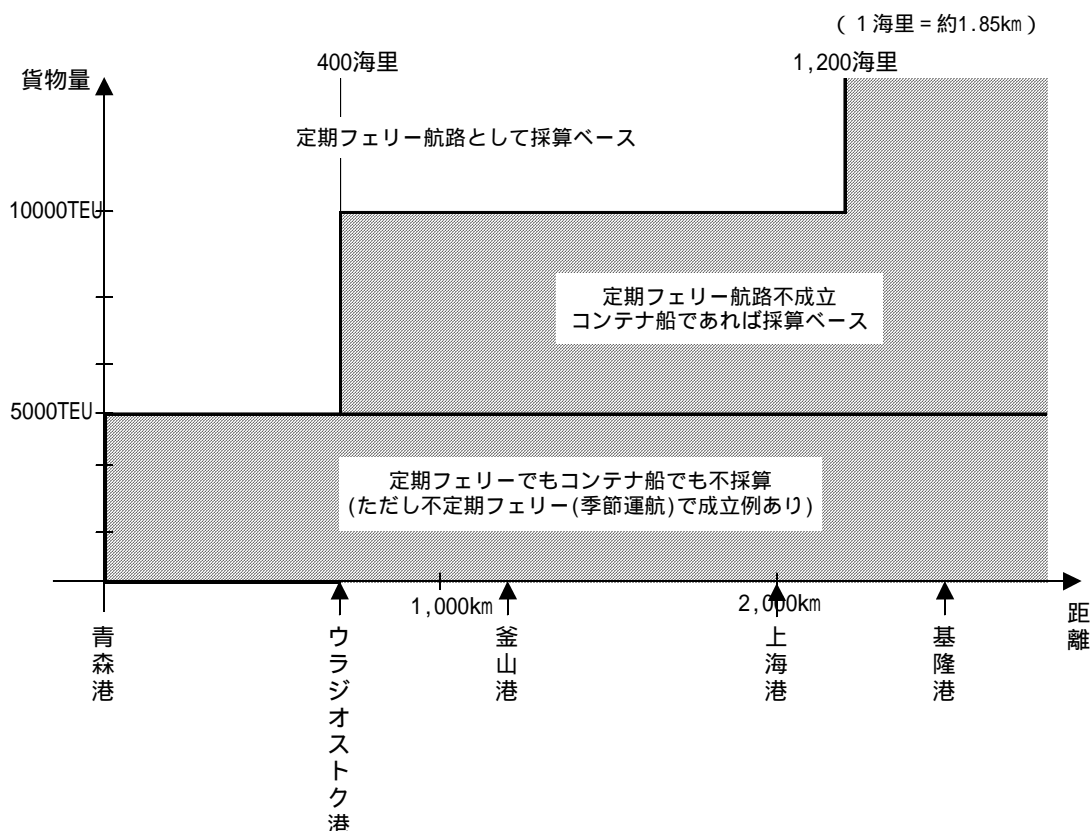 (1海里=約1.85km)
400海里
1,200海里
貨物量
定期フェリー航路として採算ベース
10000TEU
定期フェリー航路不成立
コンテナ船であれば採算ベース
5000TEU
定期フェリーでもコンテナ船でも不採算
(ただし不定期フェリー(季節運航)で成立例あり)
1,000km
2,000km
距離
青森港
ウラジオストク港
釜山港
上海港
基隆港